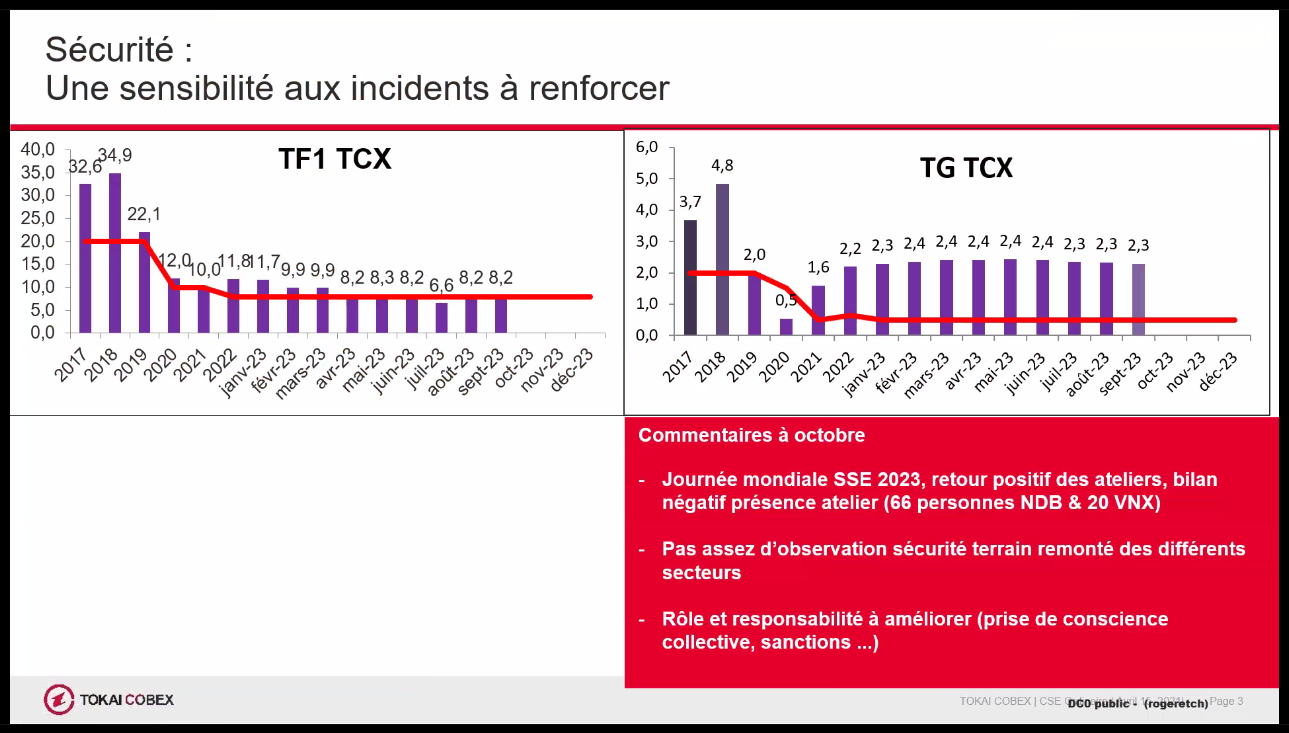 Sécurité :
Une sensibilité aux incidents à renforcer
TF1 TCX
40,0
35,0
30,0
25,0
20,0
15,0
10,0
5,0
0,0
32,6 34,9 22,1 12,0 10,0 11,8 11,7 9,9 9,9 8,2 8,3 8,2 6,6 8,2 8,2
2017 2018 2019 2020 2021 2022 janv-23 févr-23 mars-23 avr-23 mai-23 juin-23 juil-23 août-23 sept-23 oct-23 nov-23 déc-23
TG TCX
6,0
5,0
4,0
3,0
2,0
1,0
0,0
3,7 4,8 2,0 0,5 1,6 2,2 2,3 2,4 2,4 2,4 2,4 2,4 2,3 2,3 2,3
2017 2018 2019 2020 2021 2022 janv-23 févr-23 mars-23 avr-23 mai-23 juin-23 juil-23 août-23 sept-23 oct-23 nov-23 déc-23
Commentaires à octobre
- Journée mondiale SSE 2023, retour positif des ateliers, bilan
négatif présence atelier (66 personnes NDB & 20 VNX)
- Pas assez d'observation sécurité terrain remonté des différents
secteurs
- Rôle et responsabilité à améliorer (prise de conscience
collective, sanctions ...)
TOKAI COBEX
TOKAI COBEX | CSE
DC0 public - (rogeretch)
Page 3